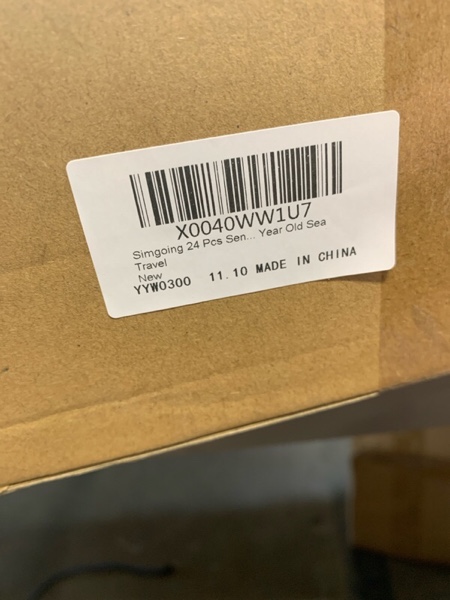 X0040WW1U7
Simgoing 24 Pcs Sen... Year Old Sea
Travel
New
YYW0300 11.10 MADE IN CHINA